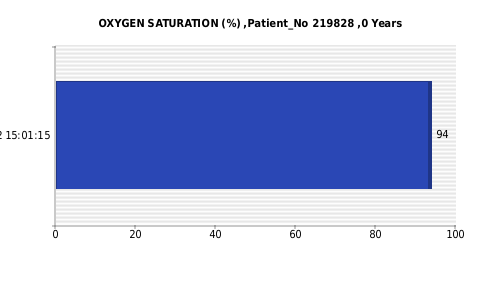 OXYGEN SATURATION (%) ,Patient_No 219828 ,0 Years
2 15:01:15
94
0 20 40 60 80 100